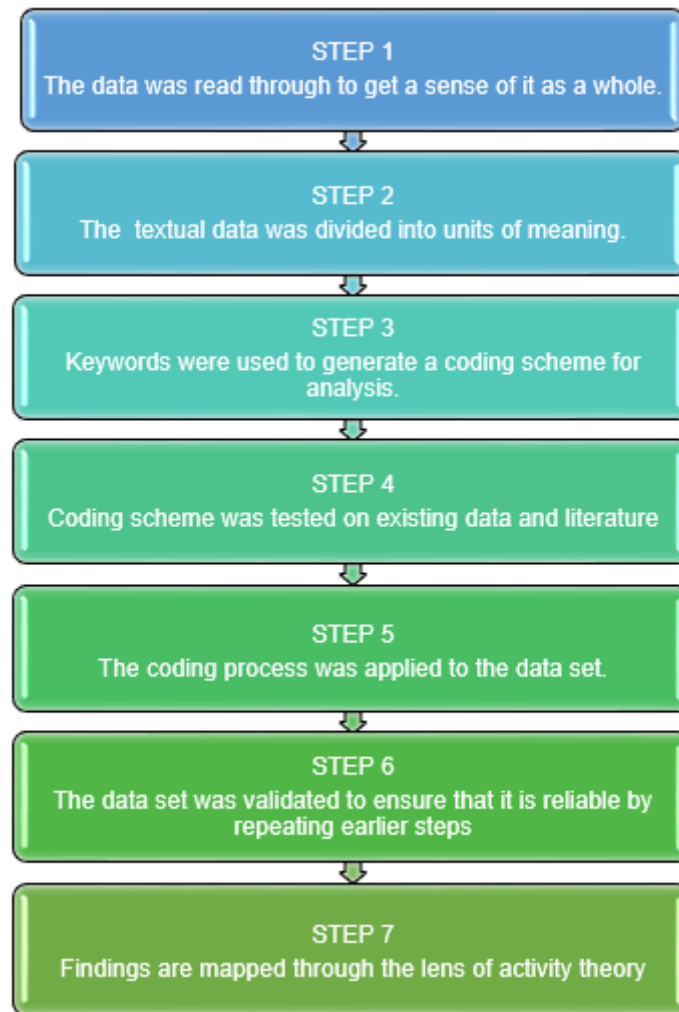 STEP 1
The data was read through to get a sense of it as a whole.
STEP 2
The textual data was divided into units of meaning.
STEP 3
Keywords were used to generate a coding scheme for
analysis.
STEP 4
Coding scheme was tested on existing data and literature
STEP 5
The coding process was applied to the data set.
STEP 6
The data set was validated to ensure that it is reliable by
repeating earlier steps
STEP 7
Findings are mapped through the lens of activity theory